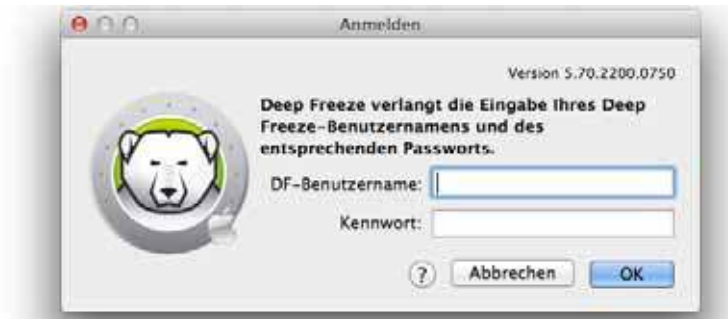 Anmelden
Version 5.70.2200.0750
Deep Freeze verlangt die Eingabe Ihres Deep
Freeze-Benutzernamens und des
entsprechenden Passworts.
DF-Benutzername:
Kennwort:
? Abbrechen OK